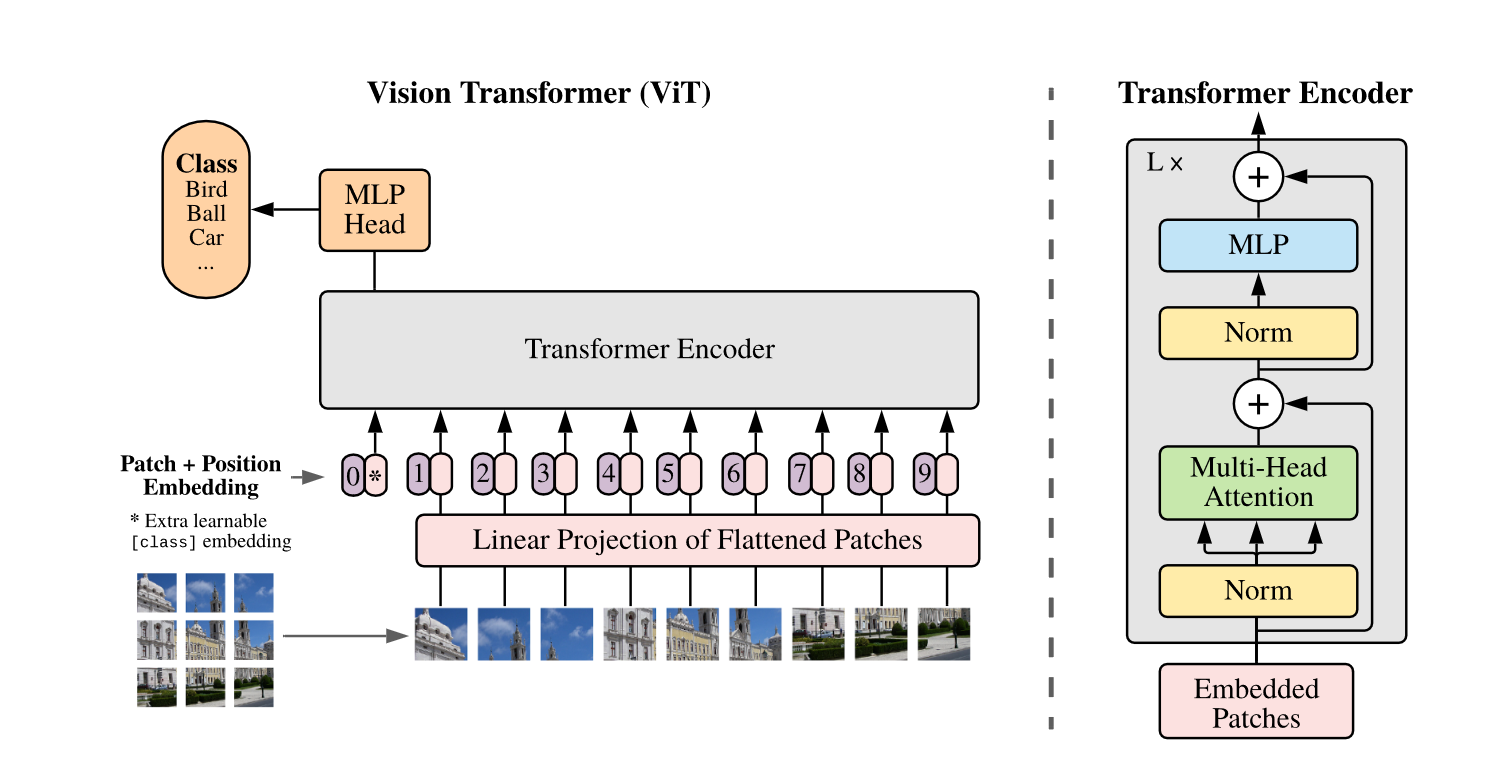 Vision Transformer (ViT)
Class
Bird
Ball
Car
...
MLP
Head
Transformer Encoder
Patch + Position
Embedding
0 * 1 2 3 4 5 6 7 8 9
* Extra learnable
[class] embedding
Linear Projection of Flattened Patches
Transformer Encoder
L ×
+
MLP
Norm
+
Multi-Head
Attention
Norm
Embedded
Patches